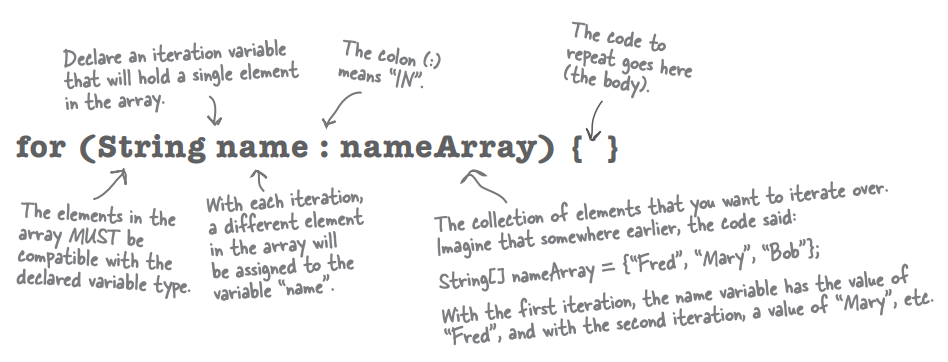 Declare an iteration variable
that will hold a single element
in the array.
The colon (:)
means "IN".
The code to
repeat goes here
(the body).
for (String name : nameArray) { }
The elements in the
array MUST be
compatible with the
declared variable type.
With each iteration,
a different element
in the array will
be assigned to the
variable "name".
The collection of elements that you want to iterate over.
Imagine that somewhere earlier, the code said:
String[] nameArray = {"Fred", "Mary", "Bob"};
With the first iteration, the name variable has the value of
"Fred", and with the second iteration, a value of "Mary", etc.